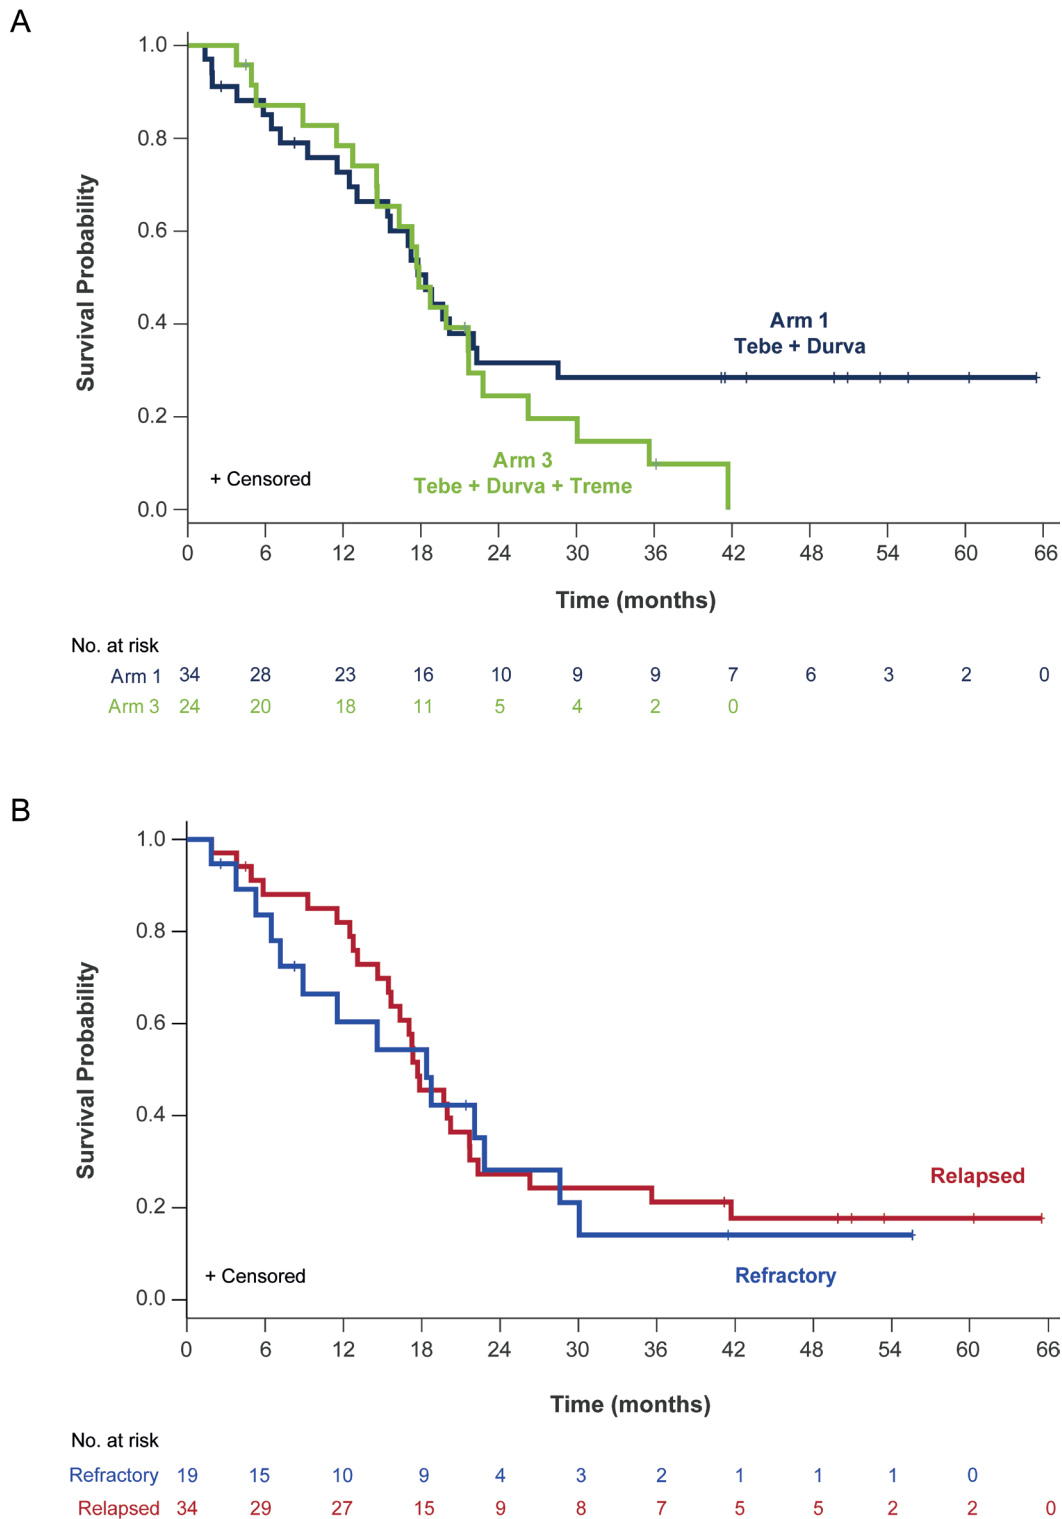 A
1.0
0.8
0.6
0.4
0.2
0.0
Survival Probability
Arm 1
Tebe + Durva
Arm 3
Tebe + Durva + Treme
+ Censored
0 6 12 18 24 30 36 42 48 54 60 66
Time (months)
No. at risk
Arm 1 34 28 23 16 10 9 9 7 6 3 2 0
Arm 3 24 20 18 11 5 4 2 0
B
1.0
0.8
0.6
0.4
0.2
0.0
Survival Probability
Relapsed
Refractory
+ Censored
0 6 12 18 24 30 36 42 48 54 60 66
Time (months)
No. at risk
Refractory 19 15 10 9 4 3 2 1 1 1 0
Relapsed 34 29 27 15 9 8 7 5 5 2 2 0